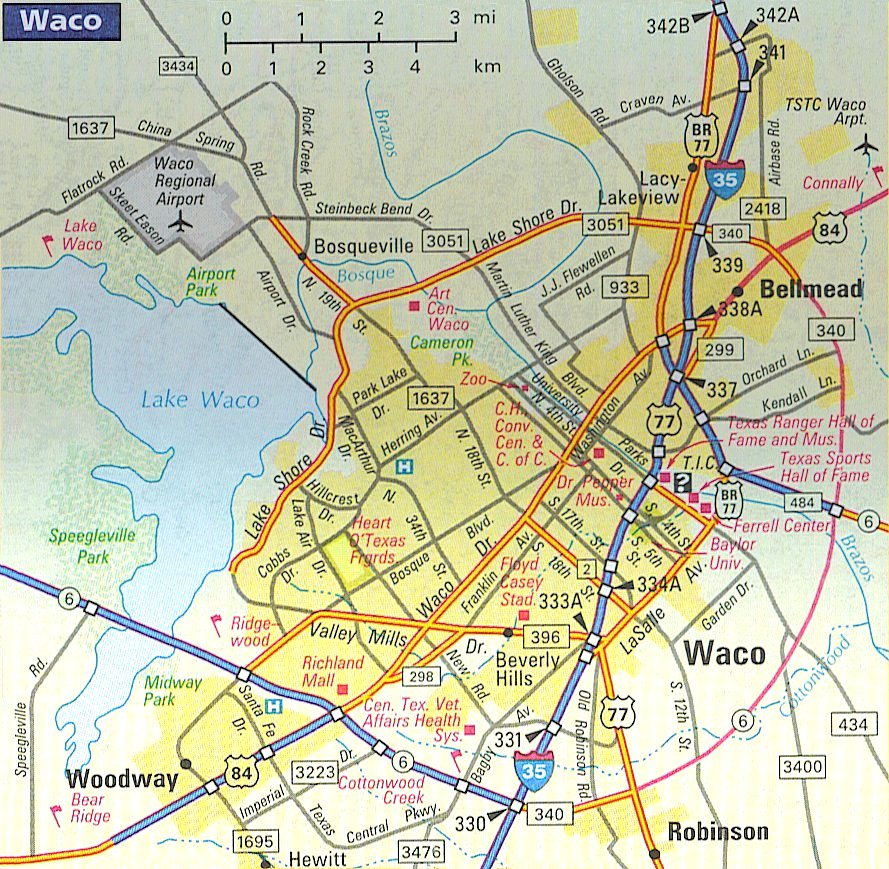 Waco
0 1 2 3 mi
0 1 2 3 4 km
342B
342A
341
3434
Gholson
Rd.
Craven Av.
TSTC Waco
Arpt.
1637
China
Spring
Rd.
Rock Creek Rd.
Brazos
BR
77
Airbase Rd.
Flatrock Rd.
Waco
Regional
Airport
Skeet Eason
Rd.
Lacy-
Lakeview
35
Connally
2418
84
Lake
Waco
Steinbeck Bend Dr.
3051
Lake Shore Dr.
3051
340
339
Bosqueville
Bosque
Airport
Park
Airport Dr.
N. 19th
St.
Martin
Luther
King
Blvd.
J.J. Flewellen
Rd.
933
Bellmead
338A
340
Art
Cen.
Waco
Cameron
Pk.
299
Lake Waco
Park Lake
Dr.
Zoo
University
N. 4th St.
Washington
Av.
337
Orchard Ln.
Kendall Ln.
1637
MacArthur
Dr.
Herring Av.
N. 18th St.
C.H.,
Conv.
Cen. &
C. of C.
Parks
Dr.
77
Texas Ranger Hall of
Fame and Mus.
T.I.C.
Texas Sports
Hall of Fame
Lake Shore Dr.
H
Dr Pepper
Mus.
?
BR
77
484
6
Hillcrest
Dr.
N.
34th
St.
Lake Air
Dr.
S.
17th
St.
S. 4th St.
S. 5th
St.
Ferrell Center
Brazos
Speegleville
Park
Heart
O'Texas
Frgrds.
Cobbs
Dr.
Bosque
Blvd.
Waco
Dr.
Franklin
Av.
S.
18th
St.
Floyd
Casey
Stad.
2
Baylor
Univ.
334A
333A
6
Ridge-
wood
Valley Mills
Dr.
396
Beverly
Hills
LaSalle
Av.
Garden Dr.
Waco
Richland
Mall
298
New
Rd.
Cottonwood
Midway
Park
Speegleville
Rd.
Santa Fe
Dr.
H
Cen. Tex. Vet.
Affairs Health
Sys.
Old Robinson Rd.
S. 12th St.
77
6
434
331
Bagby
Av.
84
3223
Dr.
Imperial
6
Cottonwood
Creek
35
3400
Woodway
Bear
Ridge
Texas
Central Pkwy.
330
340
1695
Hewitt
3476
Robinson